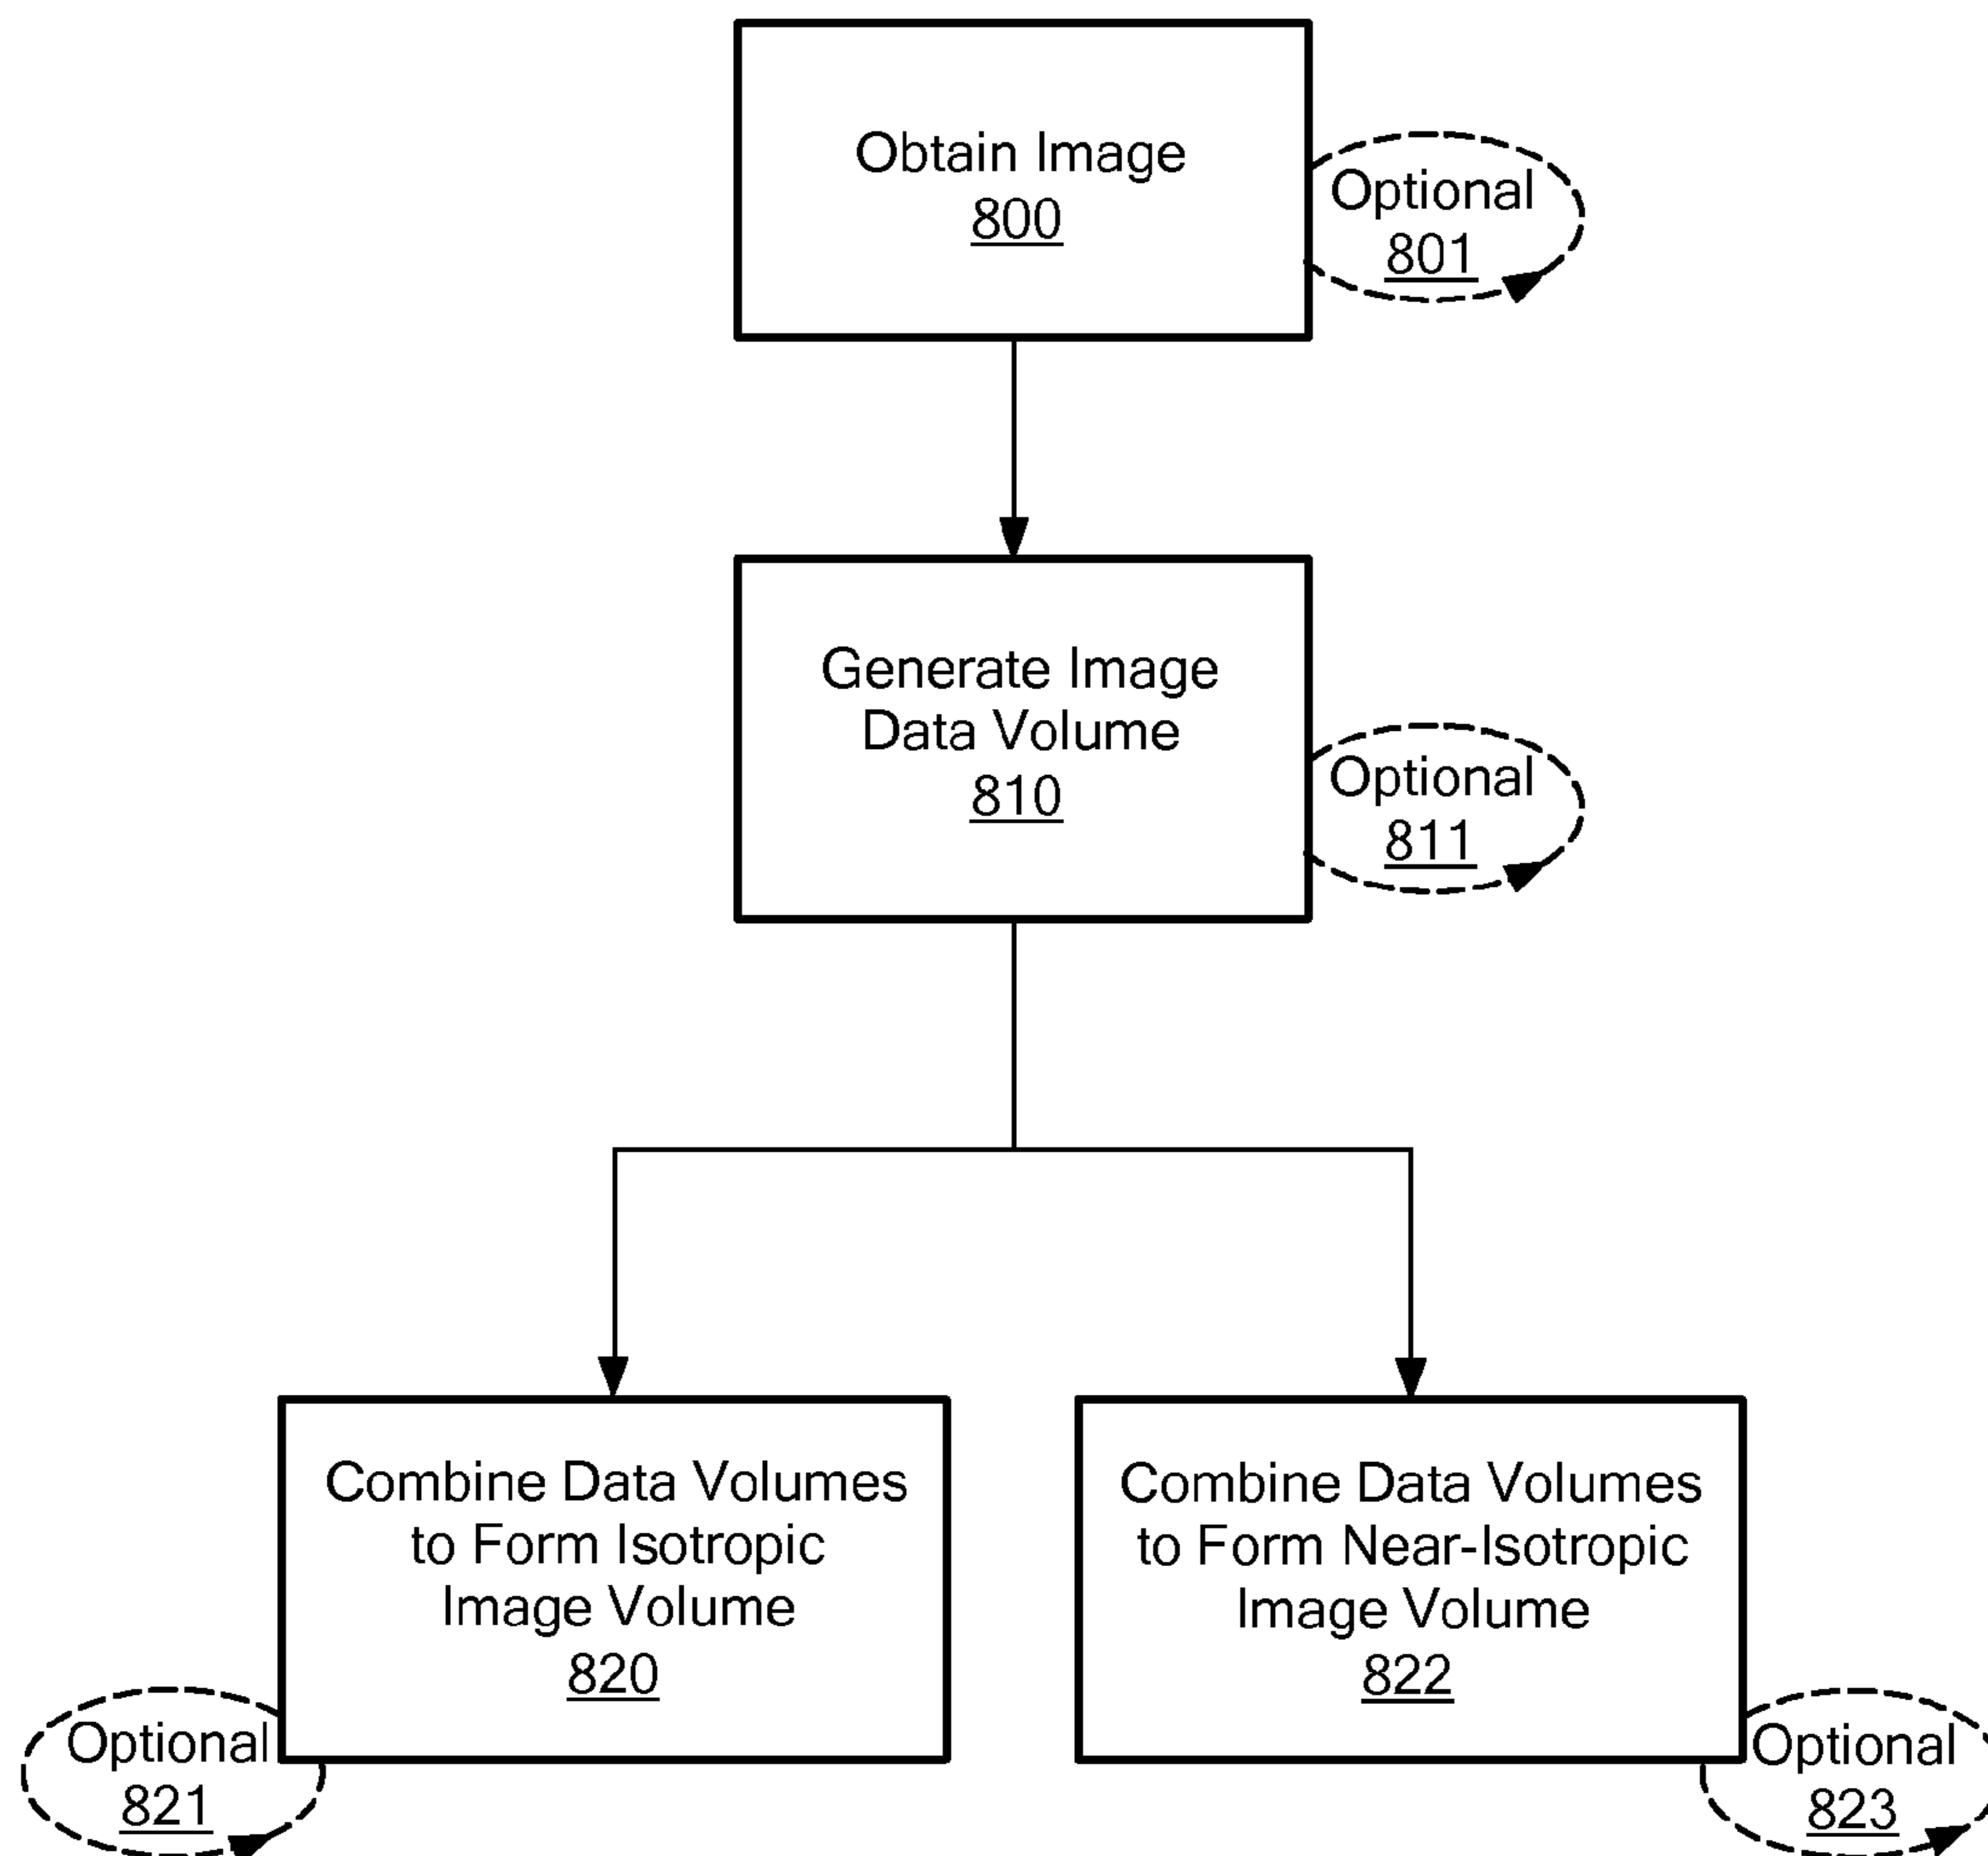 Obtain Image
800
Optional
801
Generate Image
Data Volume
810
Optional
811
Combine Data Volumes
to Form Isotropic
Image Volume
820
Optional
821
Combine Data Volumes
to Form Near-Isotropic
Image Volume
822
Optional
823